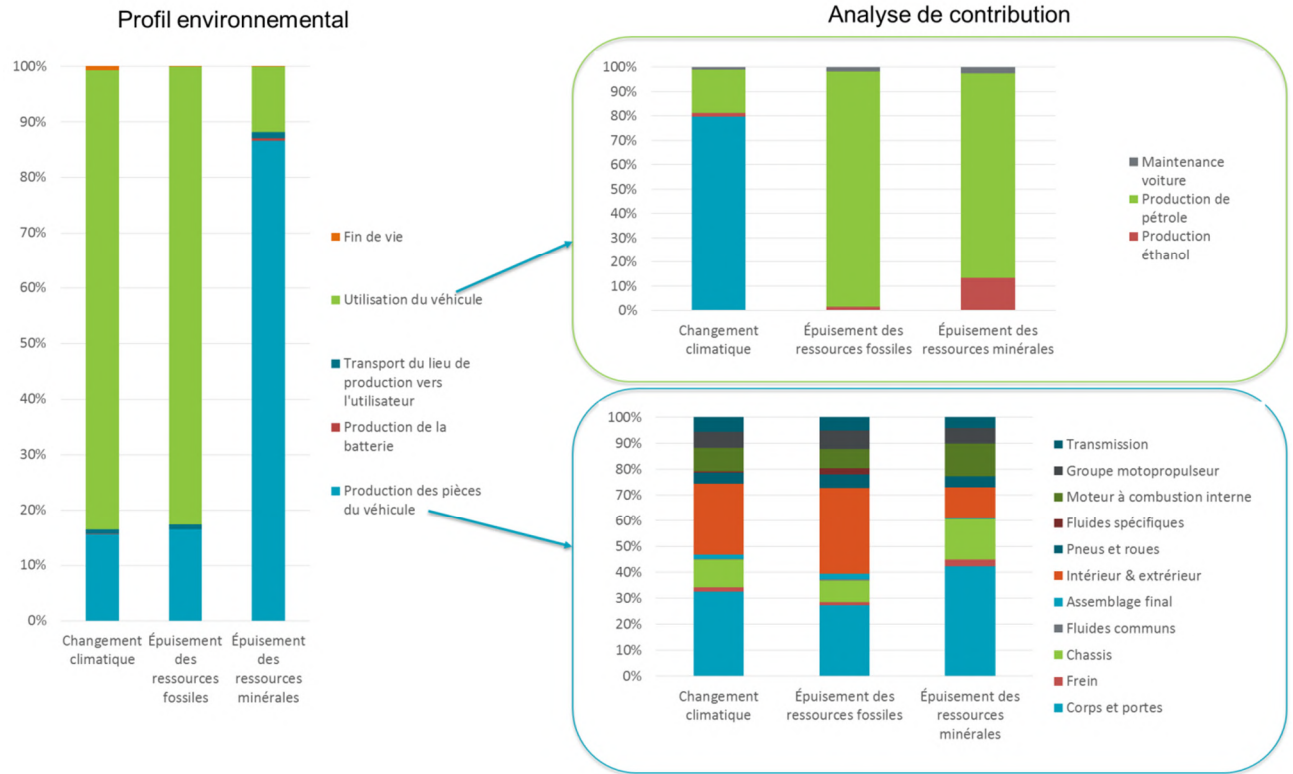 Profil environnemental
100%
90%
80%
70%
60%
50%
40%
30%
20%
10%
0%
Changement
climatique
Épuisement
des
ressources
fossiles
Épuisement
des
ressources
minérales
Fin de vie
Utilisation du véhicule
Transport du lieu de
production vers
l'utilisateur
Production de la
batterie
Production des pièces
du véhicule
Analyse de contribution
100%
90%
80%
70%
60%
50%
40%
30%
20%
10%
0%
Changement
climatique
Épuisement des
ressources fossiles
Épuisement des
ressources minérales
Maintenance
voiture
Production de
pétrole
Production
éthanol
100%
90%
80%
70%
60%
50%
40%
30%
20%
10%
0%
Changement
climatique
Épuisement des
ressources fossiles
Épuisement des
ressources
minérales
Transmission
Groupe motopropulseur
Moteur à combustion interne
Fluides spécifiques
Pneus et roues
Intérieur & extrérieur
Assemblage final
Fluides communs
Chassis
Frein
Corps et portes